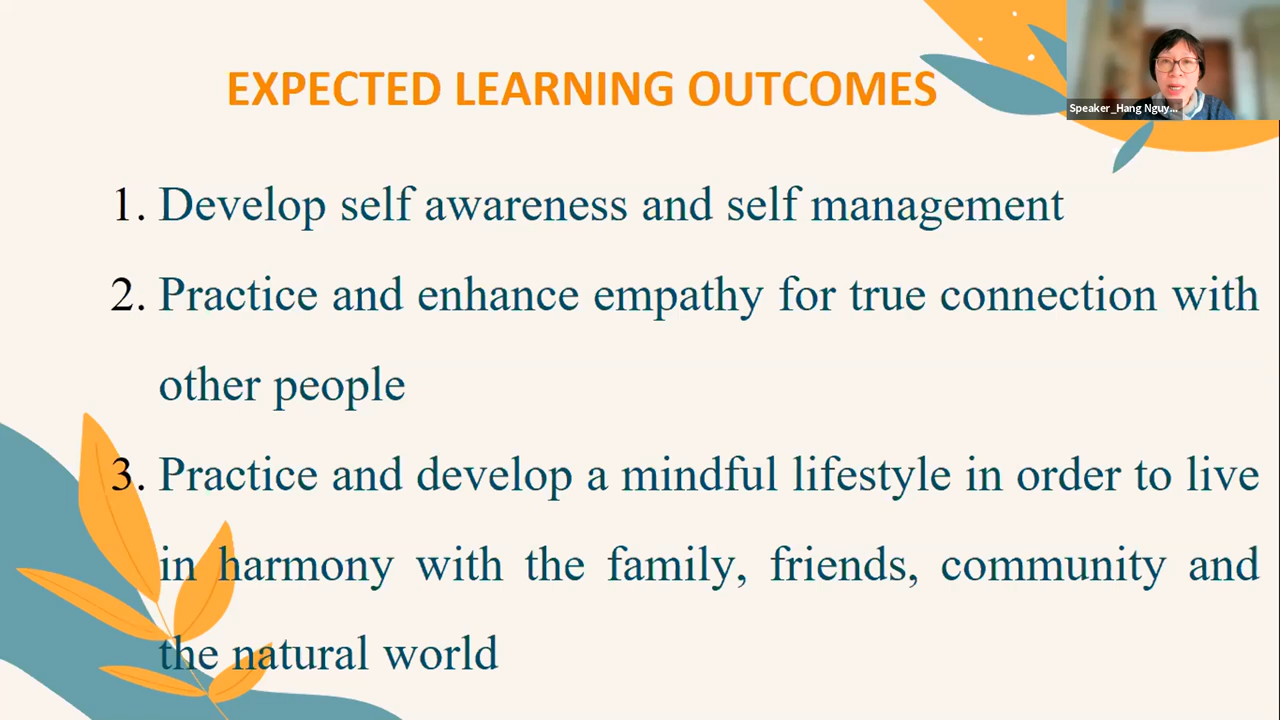 EXPECTED LEARNING OUTCOMES
Speaker_Hang Nguy...
1. Develop self awareness and self management
2. Practice and enhance empathy for true connection with
other people
3. Practice and develop a mindful lifestyle in order to live
in harmony with the family, friends, community and
the natural world